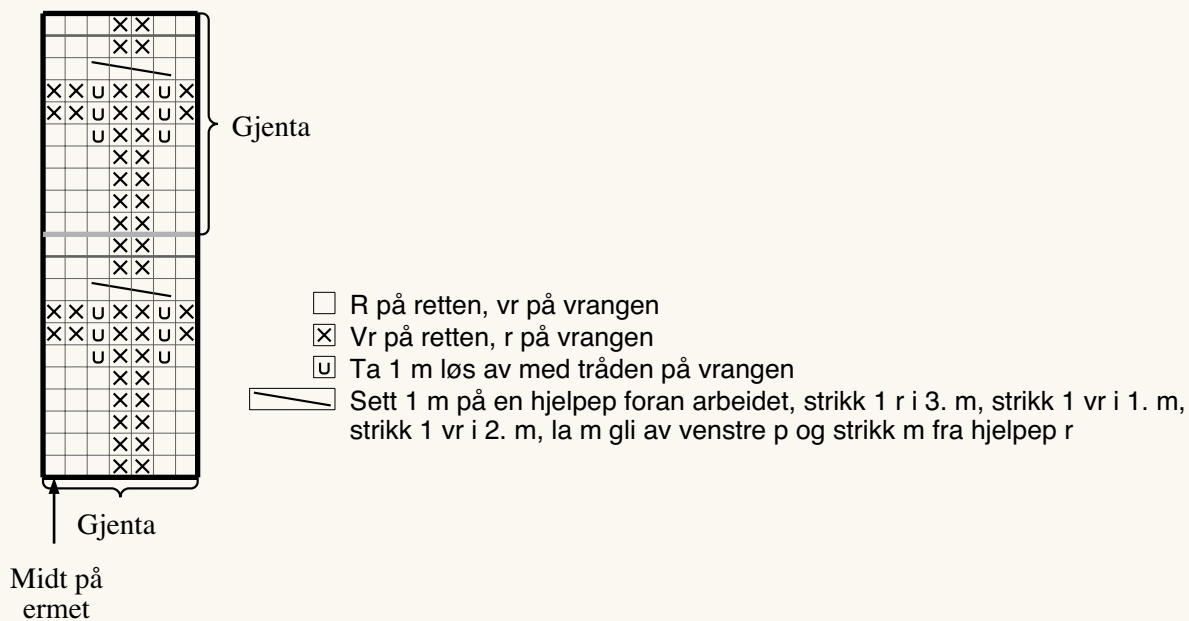 Gjenta
R på retten, vr på vrangen
Vr på retten, r på vrangen
Ta 1 m løs av med tråden på vrangen
Sett 1 m på en hjelpep foran arbeidet, strikk 1 r i 3. m, strikk 1 vr i 1. m,
strikk 1 vr i 2. m, la m gli av venstre p og strikk m fra hjelpep r
Gjenta
Midt på
ermet